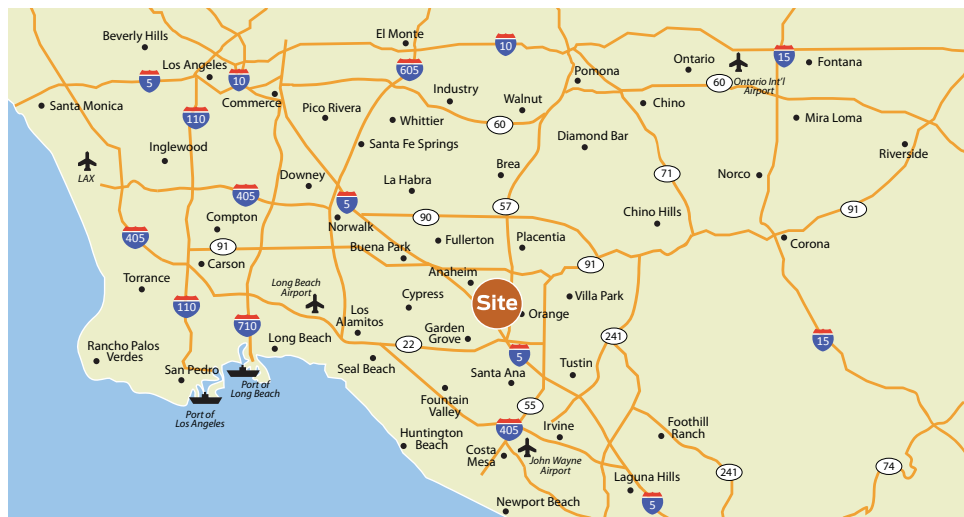 Beverly Hills
El Monte
10
15
Los Angeles
5
10
605
Pomona
Ontario
60
Ontario Int'l
Airport
Fontana
Santa Monica
110
Commerce
Pico Rivera
Industry
Walnut
Chino
Whittier
60
Mira Loma
Inglewood
Santa Fe Springs
Diamond Bar
Riverside
LAX
Downey
La Habra
Brea
71
Norco
405
5
57
91
Compton
Norwalk
90
Chino Hills
405
91
Buena Park
Fullerton
Placentia
Corona
Carson
91
Torrance
Long Beach
Airport
Anaheim
Cypress
Site
Villa Park
110
Los
Alamitos
Orange
710
Garden
Grove
22
241
15
Rancho Palos
Verdes
Long Beach
Seal Beach
5
Santa Ana
Tustin
San Pedro
Port of
Long Beach
Port of
Los Angeles
Fountain
Valley
55
405
Irvine
Foothill
Ranch
Huntington
Beach
Costa
Mesa
John Wayne
Airport
241
74
Laguna Hills
5
Newport Beach